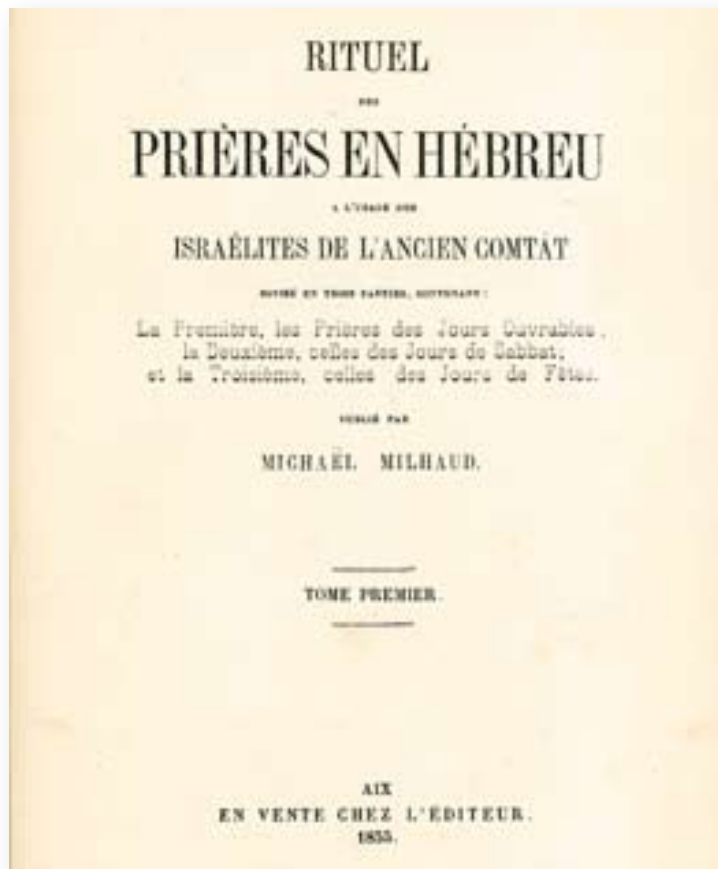 RITUEL
DES
PRIÈRES EN HÉBREU
A L'USAGE DES
ISRAÉLITES DE L'ANCIEN COMTÁT
DIVISÉ EN TROIS PARTIES, CONTENANT :
La Première, les Prières des Jours Ouvrables,
la Deuxième, celles des Jours de Sabbat,
et la Troisième, celles des Jours de Fêtes.
PUBLIÉ PAR
MICHAËL MILHAUD.
TOME PREMIER.
AIX
EN VENTE CHEZ L'ÉDITEUR.
1855.